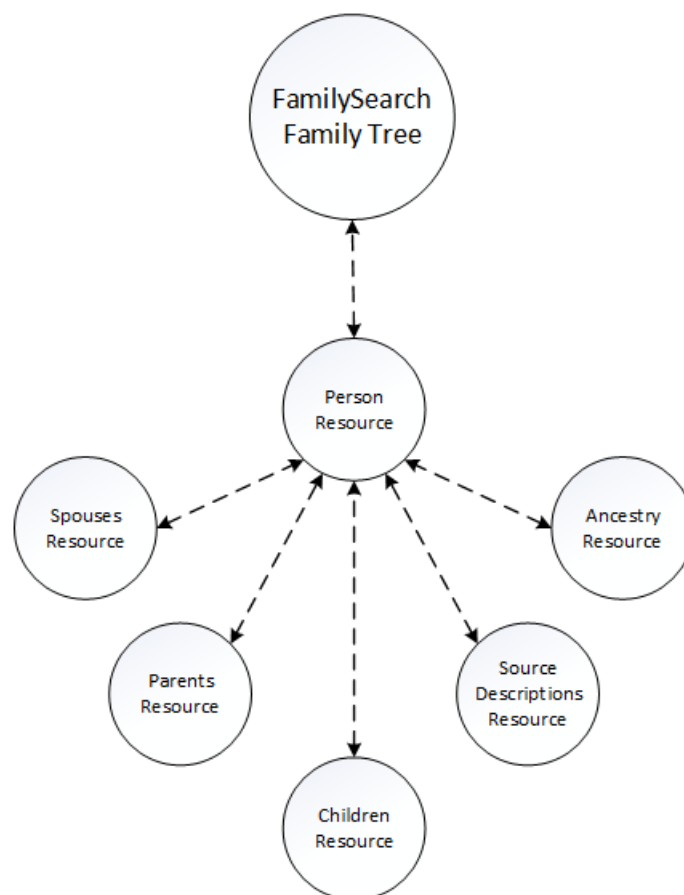 FamilySearch
Family Tree
Person
Resource
Spouses
Resource
Ancestry
Resource
Parents
Resource
Source
Descriptions
Resource
Children
Resource